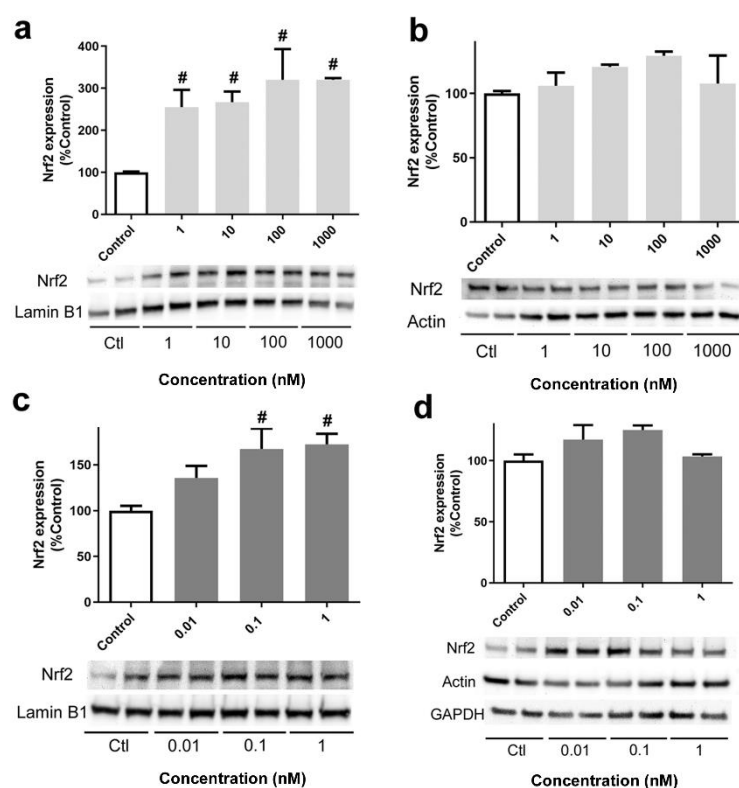 a
Nrf2 expression
(%Control)
400
300
200
100
0
# # # #
Control 1 10 100 1000
Nrf2
Lamin B1
Ctl 1 10 100 1000
Concentration (nM)
b
Nrf2 expression
(%Control)
100
50
0
Control 1 10 100 1000
Nrf2
Actin
Ctl 1 10 100 1000
Concentration (nM)
c
Nrf2 expression
(%Control)
150
100
50
0
# #
Control 0.01 0.1 1
Nrf2
Lamin B1
Ctl 0.01 0.1 1
Concentration (nM)
d
Nrf2 expression
(%Control)
100
50
0
Control 0.01 0.1 1
Nrf2
Actin
GAPDH
Ctl 0.01 0.1 1
Concentration (nM)